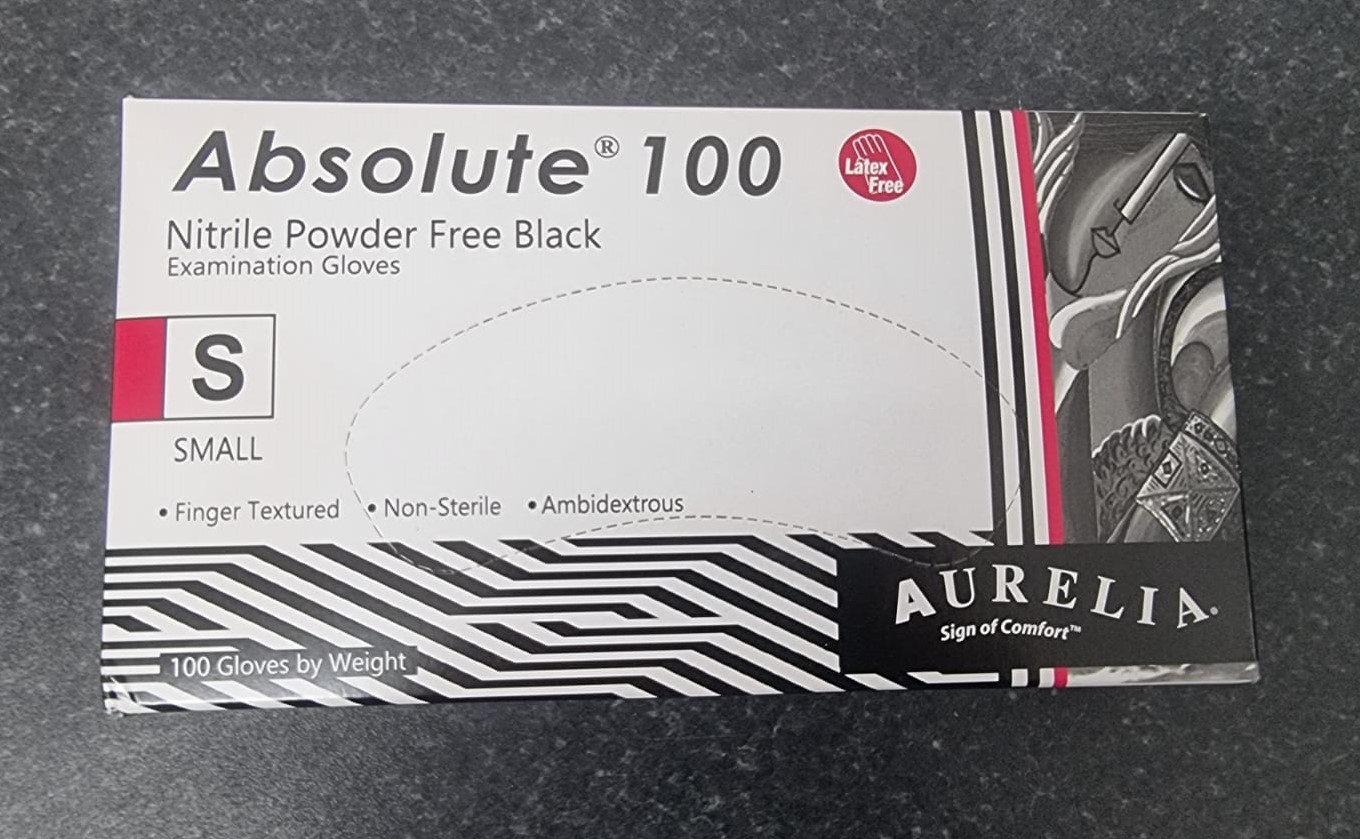 Absolute® 100
Latex
Free
Nitrile Powder Free Black
Examination Gloves
S
SMALL
• Finger Textured • Non-Sterile • Ambidextrous
AURELIA®
Sign of Comfort™
100 Gloves by Weight